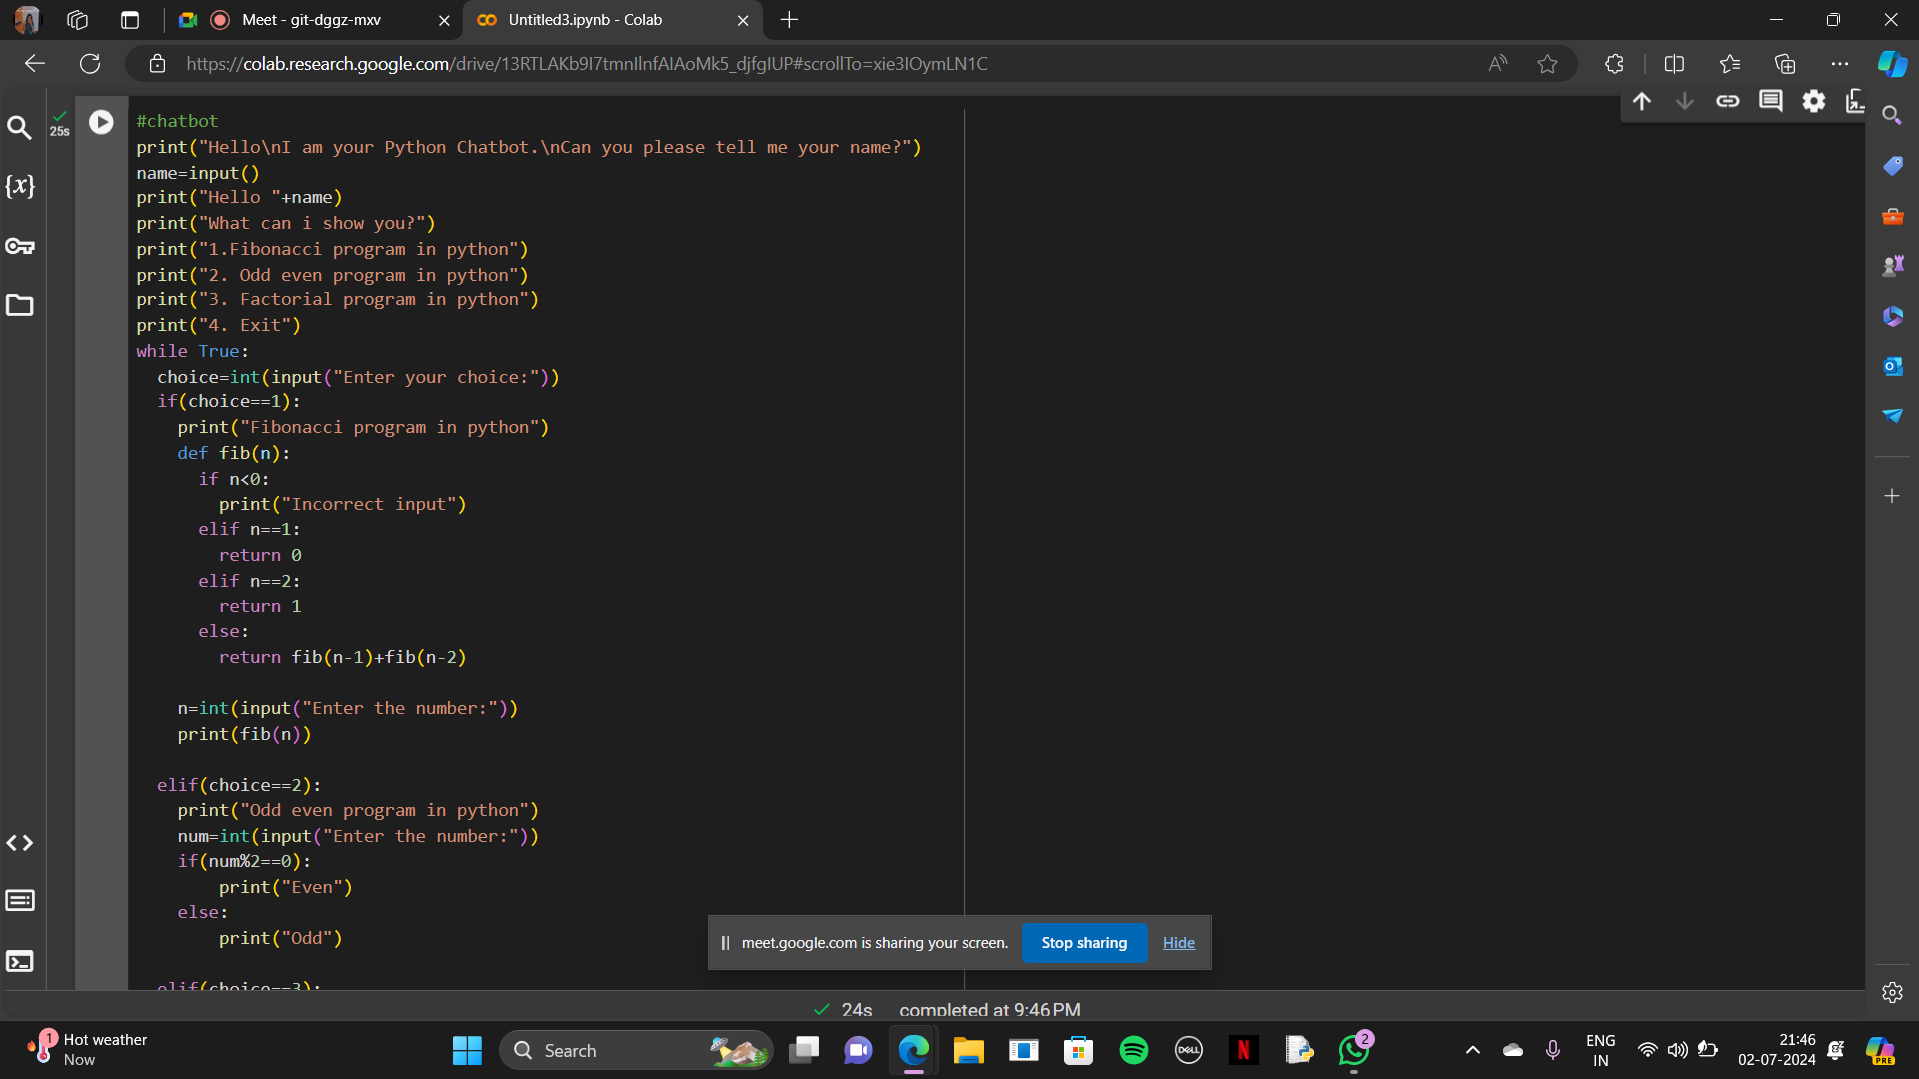 Meet - git-dggz-mxv
Untitled3.ipynb - Colab
https://colab.research.google.com/drive/13RTLAKb9I7tmnIlnfAIAoMk5_djfgIUP#scrollTo=xie3IOymLN1C
25s
{x}
#chatbot
print("Hello\nI am your Python Chatbot.\nCan you please tell me your name?")
name=input()
print("Hello "+name)
print("What can i show you?")
print("1.Fibonacci program in python")
print("2. Odd even program in python")
print("3. Factorial program in python")
print("4. Exit")
while True:
choice=int(input("Enter your choice:"))
if(choice==1):
print("Fibonacci program in python")
def fib(n):
if n<0:
print("Incorrect input")
elif n==1:
return 0
elif n==2:
return 1
else:
return fib(n-1)+fib(n-2)
n=int(input("Enter the number:"))
print(fib(n))
elif(choice==2):
print("Odd even program in python")
num=int(input("Enter the number:"))
if(num%2==0):
print("Even")
else:
print("Odd")
elif(choice==3):
meet.google.com is sharing your screen.
Stop sharing
Hide
24s completed at 9:46 PM
1
Hot weather
Now
Search
DELL
N
2
ENG
IN
21:46
02-07-2024
PRE